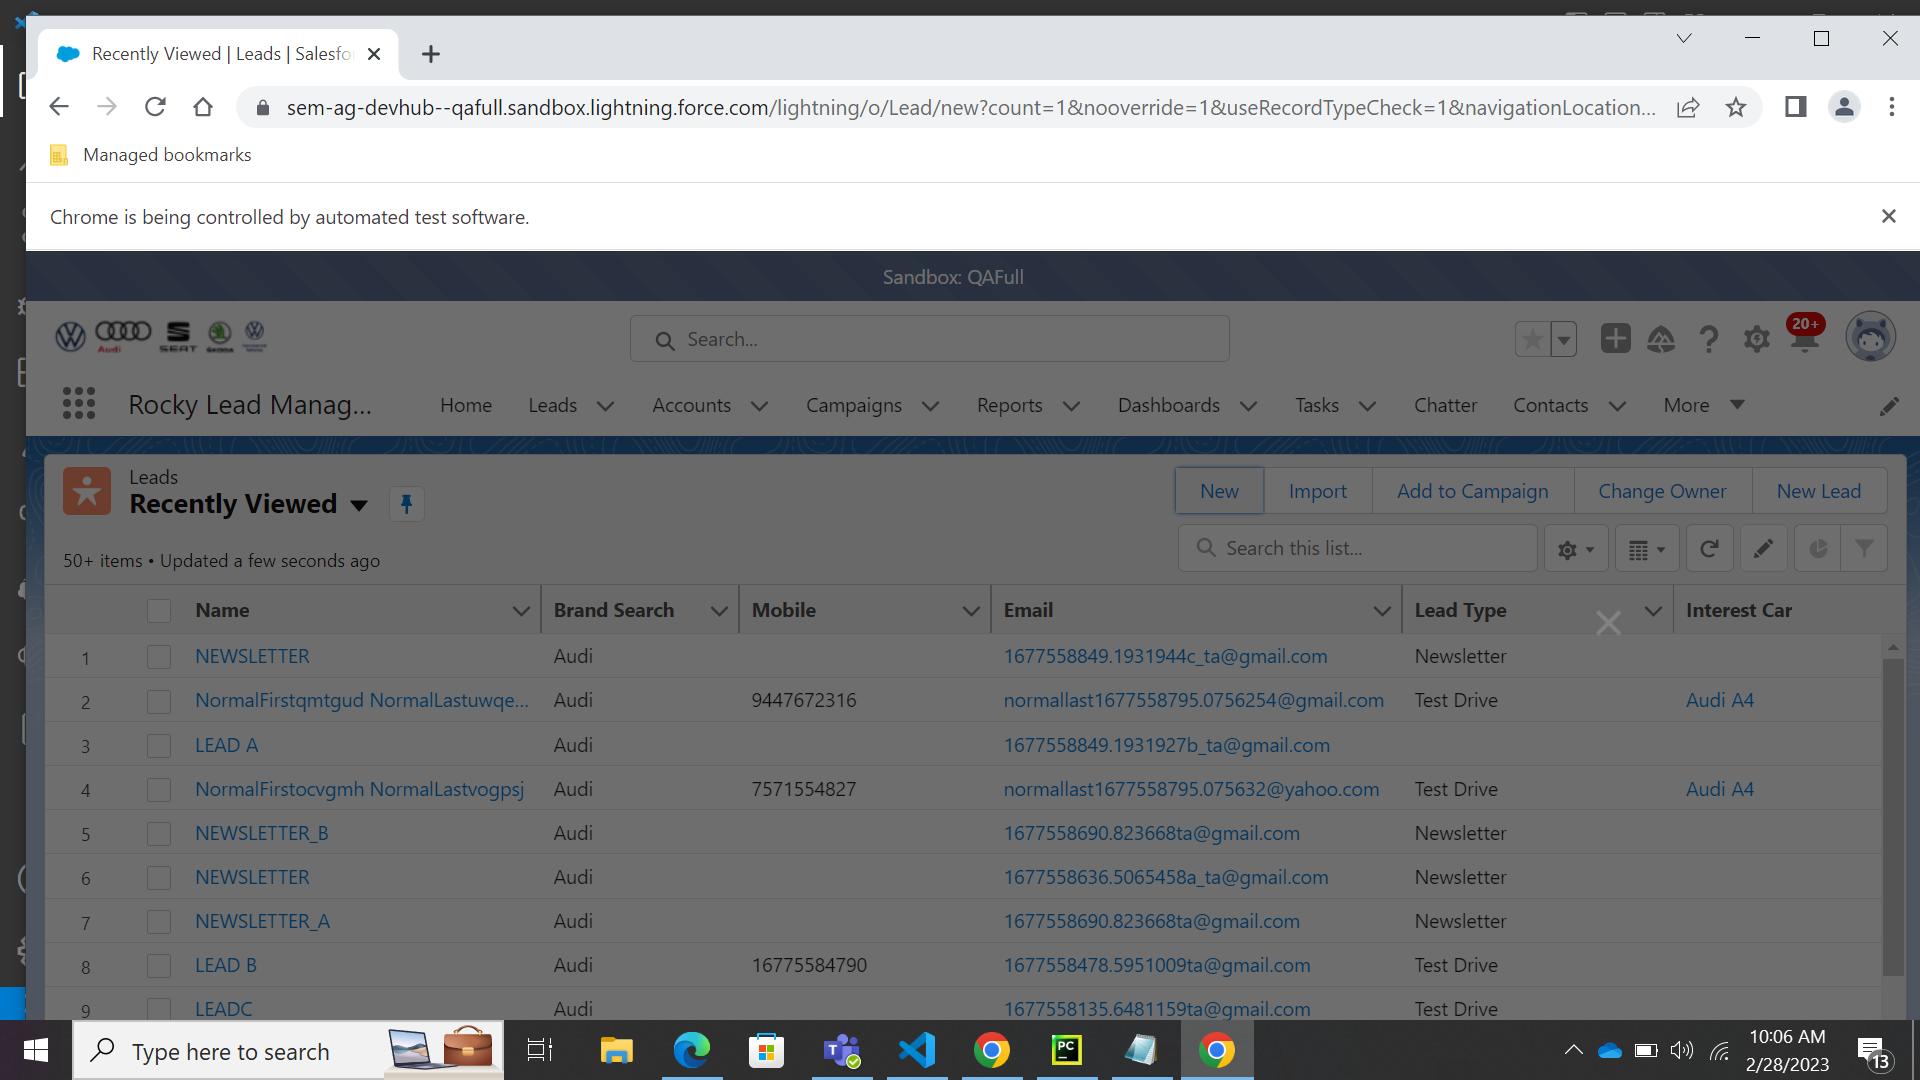 Recently Viewed | Leads | Salesfo
sem-ag-devhub--qafull.sandbox.lightning.force.com/lightning/o/Lead/new?count=1&nooverride=1&useRecordTypeCheck=1&navigationLocation...
Managed bookmarks
Chrome is being controlled by automated test software.
Sandbox: QAFull
Audi SEAT
Search...
20+
Rocky Lead Manag... Home Leads Accounts Campaigns Reports Dashboards Tasks Chatter Contacts More
Leads
Recently Viewed
New Import Add to Campaign Change Owner New Lead
50+ items • Updated a few seconds ago
Search this list...
Name Brand Search Mobile Email Lead Type Interest Car
1 NEWSLETTER Audi 1677558849.1931944c_ta@gmail.com Newsletter
2 NormalFirstqmtgud NormalLastuwqe... Audi 9447672316 normallast1677558795.0756254@gmail.com Test Drive Audi A4
3 LEAD A Audi 1677558849.1931927b_ta@gmail.com
4 NormalFirstocvgmh NormalLastvogpsj Audi 7571554827 normallast1677558795.075632@yahoo.com Test Drive Audi A4
5 NEWSLETTER_B Audi 1677558690.823668ta@gmail.com Newsletter
6 NEWSLETTER Audi 1677558636.5065458a_ta@gmail.com Newsletter
7 NEWSLETTER_A Audi 1677558690.823668ta@gmail.com Newsletter
8 LEAD B Audi 16775584790 1677558478.5951009ta@gmail.com Test Drive
9 LEADC Audi 1677558135.6481159ta@gmail.com Test Drive
Type here to search
PC
10:06 AM
2/28/2023
13